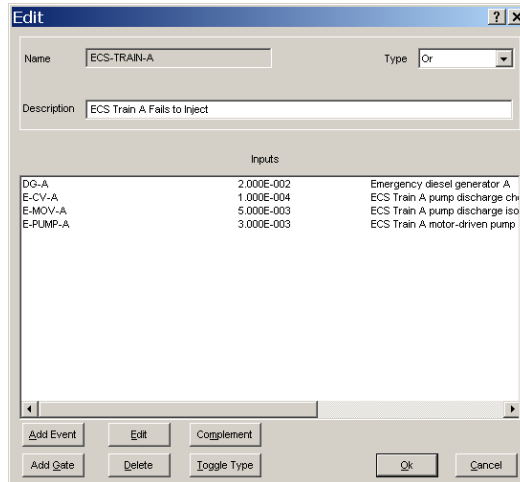 Edit
Name ECS-TRAIN-A Type Or
Description ECS Train A Fails to Inject
Inputs
DG-A 2.000E-002 Emergency diesel generator A
E-CV-A 1.000E-004 ECS Train A pump discharge che
E-MOV-A 5.000E-003 ECS Train A pump discharge iso
E-PUMP-A 3.000E-003 ECS Train A motor-driven pump
Add Event Edit Complement
Add Gate Delete Toggle Type Ok Cancel